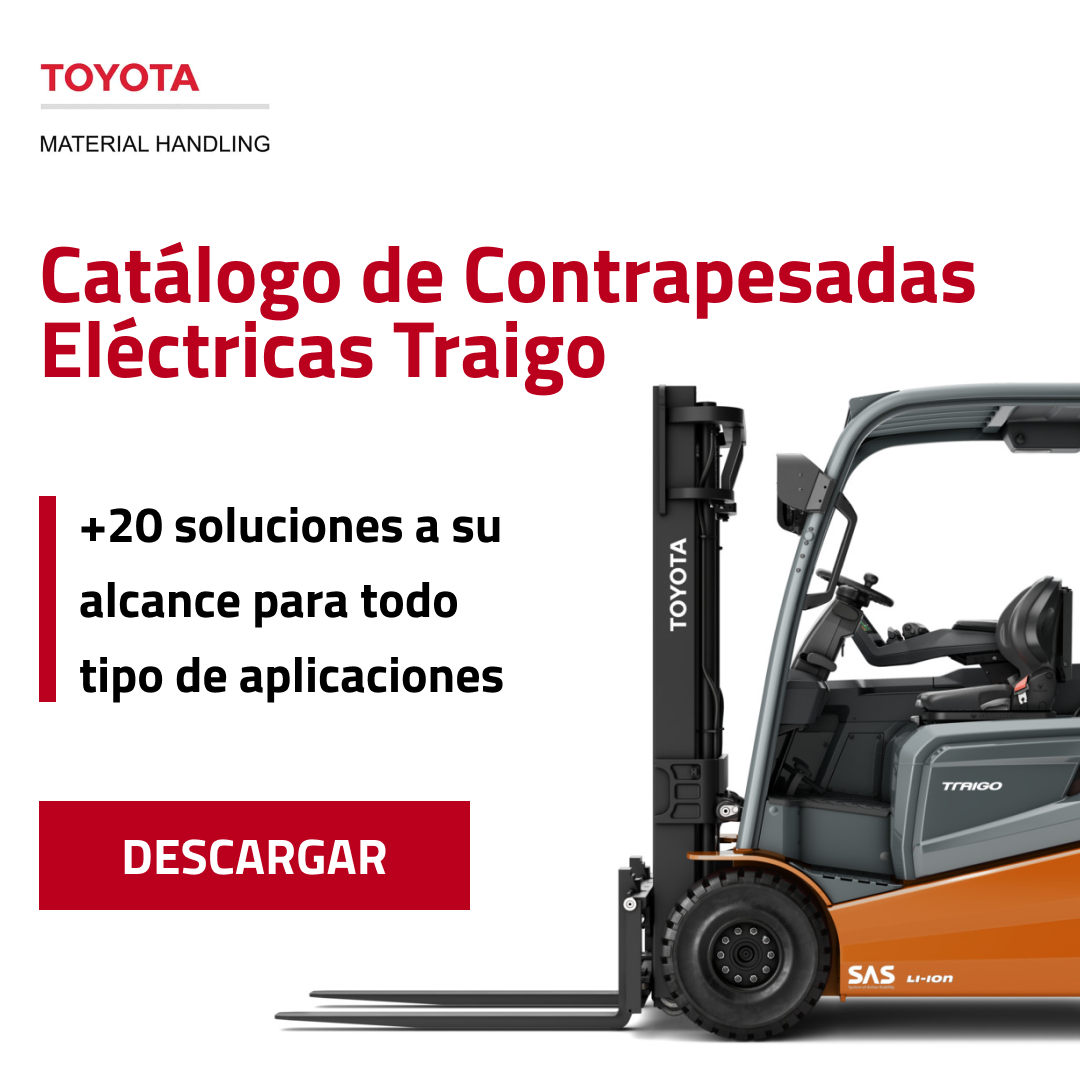 TOYOTA
MATERIAL HANDLING
Catálogo de Contrapesadas
Eléctricas Traigo
+20 soluciones a su
alcance para todo
tipo de aplicaciones
DESCARGAR
TOYOTA
TRAIGO
SAS
LI-ION